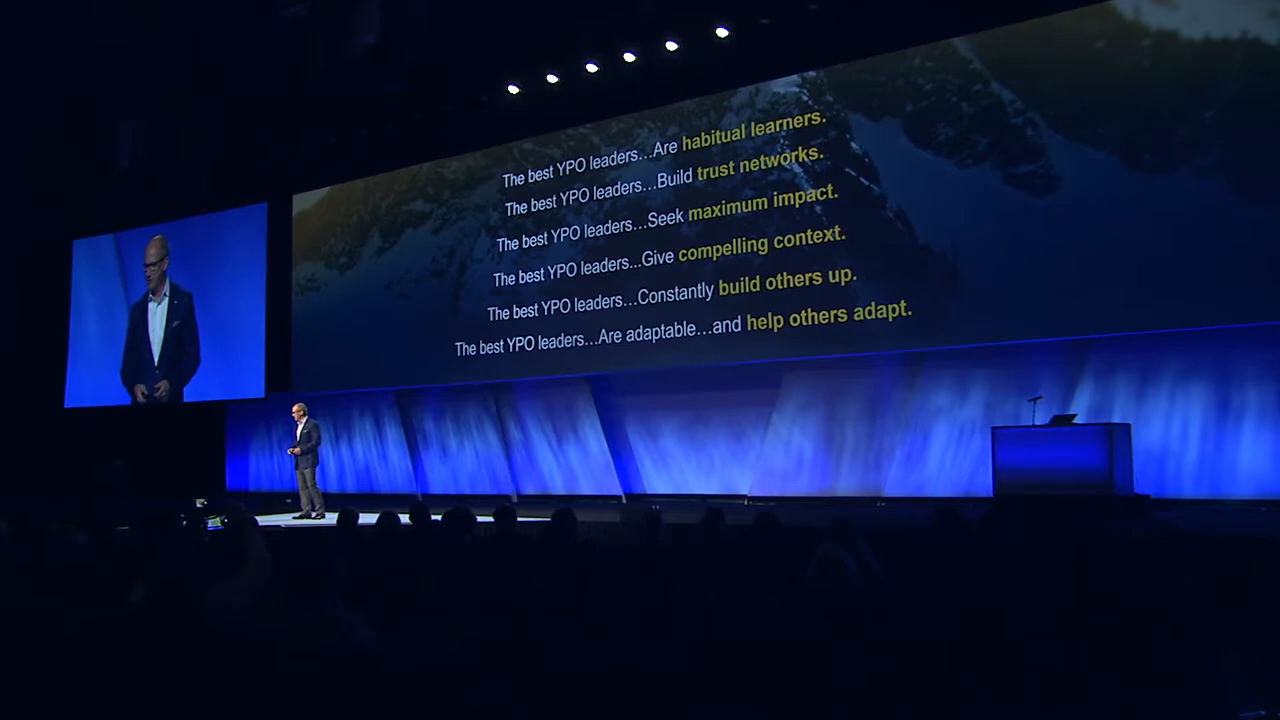 The best YPO leaders…Are habitual learners.
The best YPO leaders…Build trust networks.
The best YPO leaders…Seek maximum impact.
The best YPO leaders...Give compelling context.
The best YPO leaders…Constantly build others up.
The best YPO leaders…Are adaptable…and help others adapt.